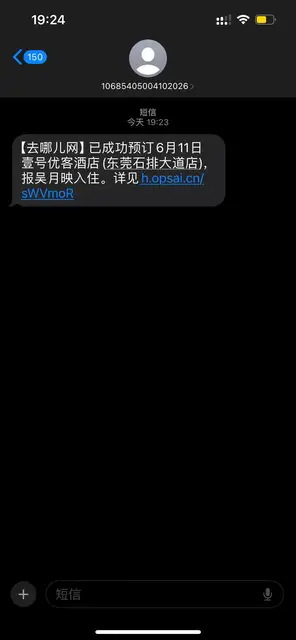 19:24
150
10685405004102026
短信
今天 19:23
【去哪儿网】已成功预订6月11日
壹号优客酒店(东莞石排大道店),
报吴月映入住。详见h.opsai.cn/
sWVmoR
短信